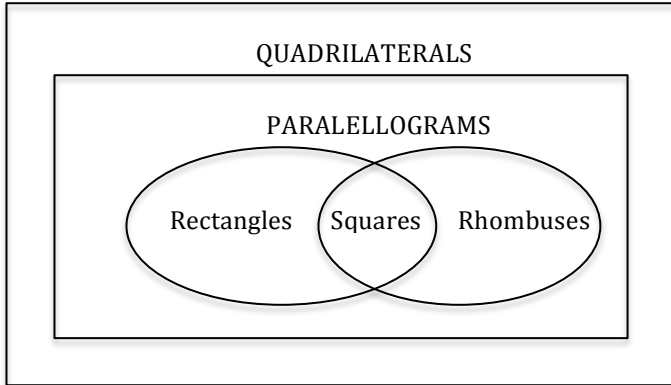 QUADRILATERALS
PARALELLOGRAMS
Rectangles Squares Rhombuses